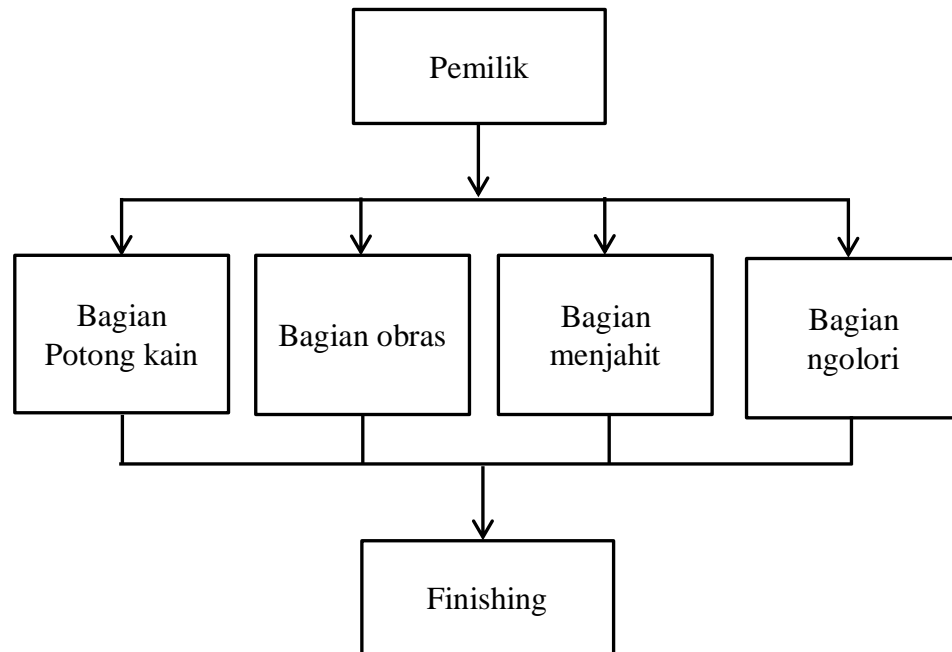 Pemilik
Bagian
Potong kain
Bagian obras
Bagian
menjahit
Bagian
ngolori
Finishing